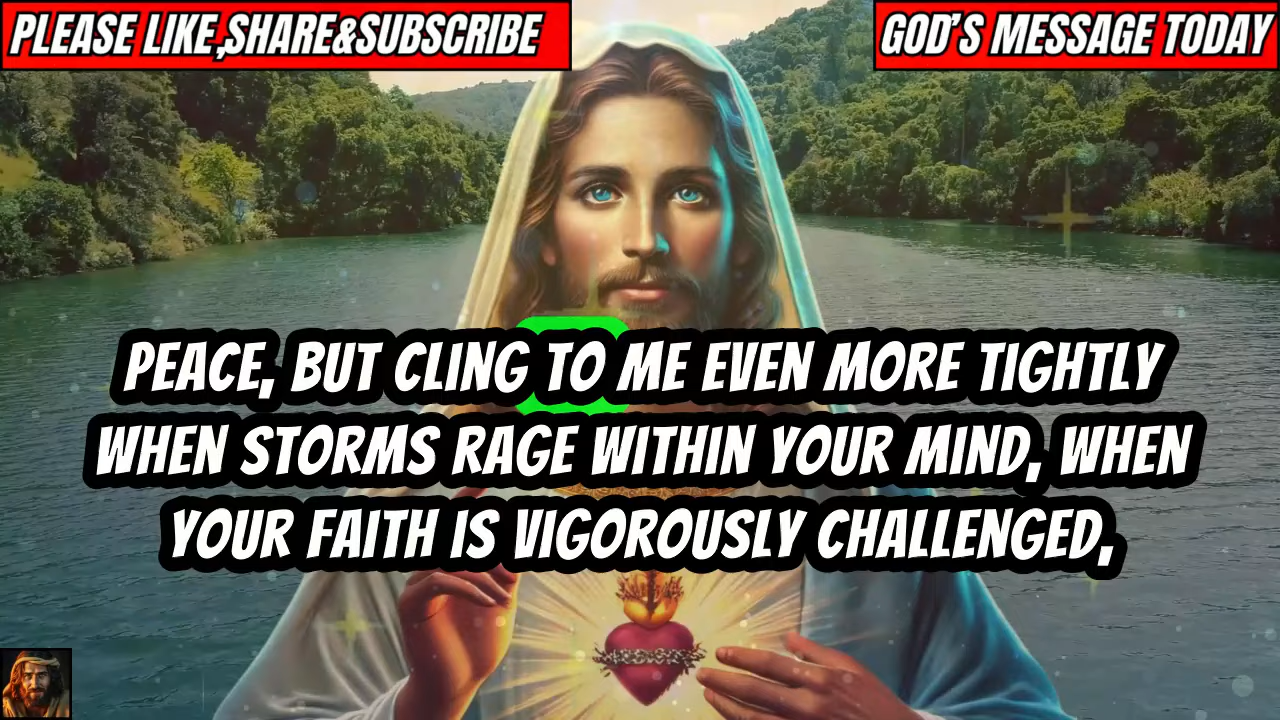 PLEASE LIKE,SHARE&SUBSCRIBE
GOD'S MESSAGE TODAY
PEACE, BUT CLING TO ME EVEN MORE TIGHTLY
WHEN STORMS RAGE WITHIN YOUR MIND, WHEN
YOUR FAITH IS VIGOROUSLY CHALLENGED,